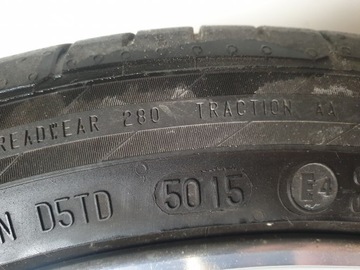 READWEAR 280 TRACTION AA
N D5TD 5015 E4